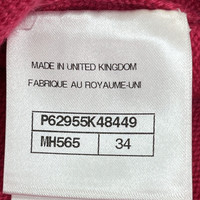 MADE IN UNITED KINGDOM
FABRIQUE AU ROYAUME-UNI
P62955K48449
MH565 34